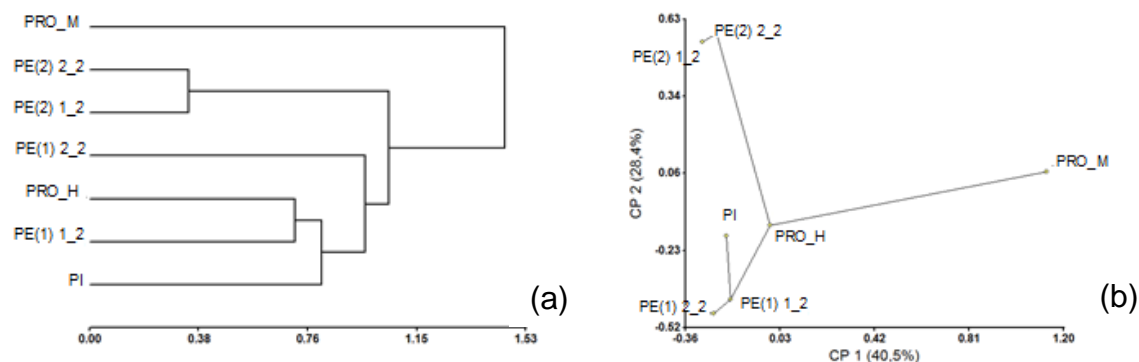 PRO_M
PE(2) 2_2
PE(2) 1_2
PE(1) 2_2
PRO_H
PE(1) 1_2
PI
0.00 0.38 0.76 1.15 1.53
(a)
0.63
0.34
0.06
-0.23
-0.52
CP 2 (28,4%)
PE(2) 2_2
PE(2) 1_2
PRO_M
PI
PRO_H
PE(1) 2_2
PE(1) 1_2
-0.36 0.03 0.42 0.81 1.20
CP 1 (40,5%)
(b)